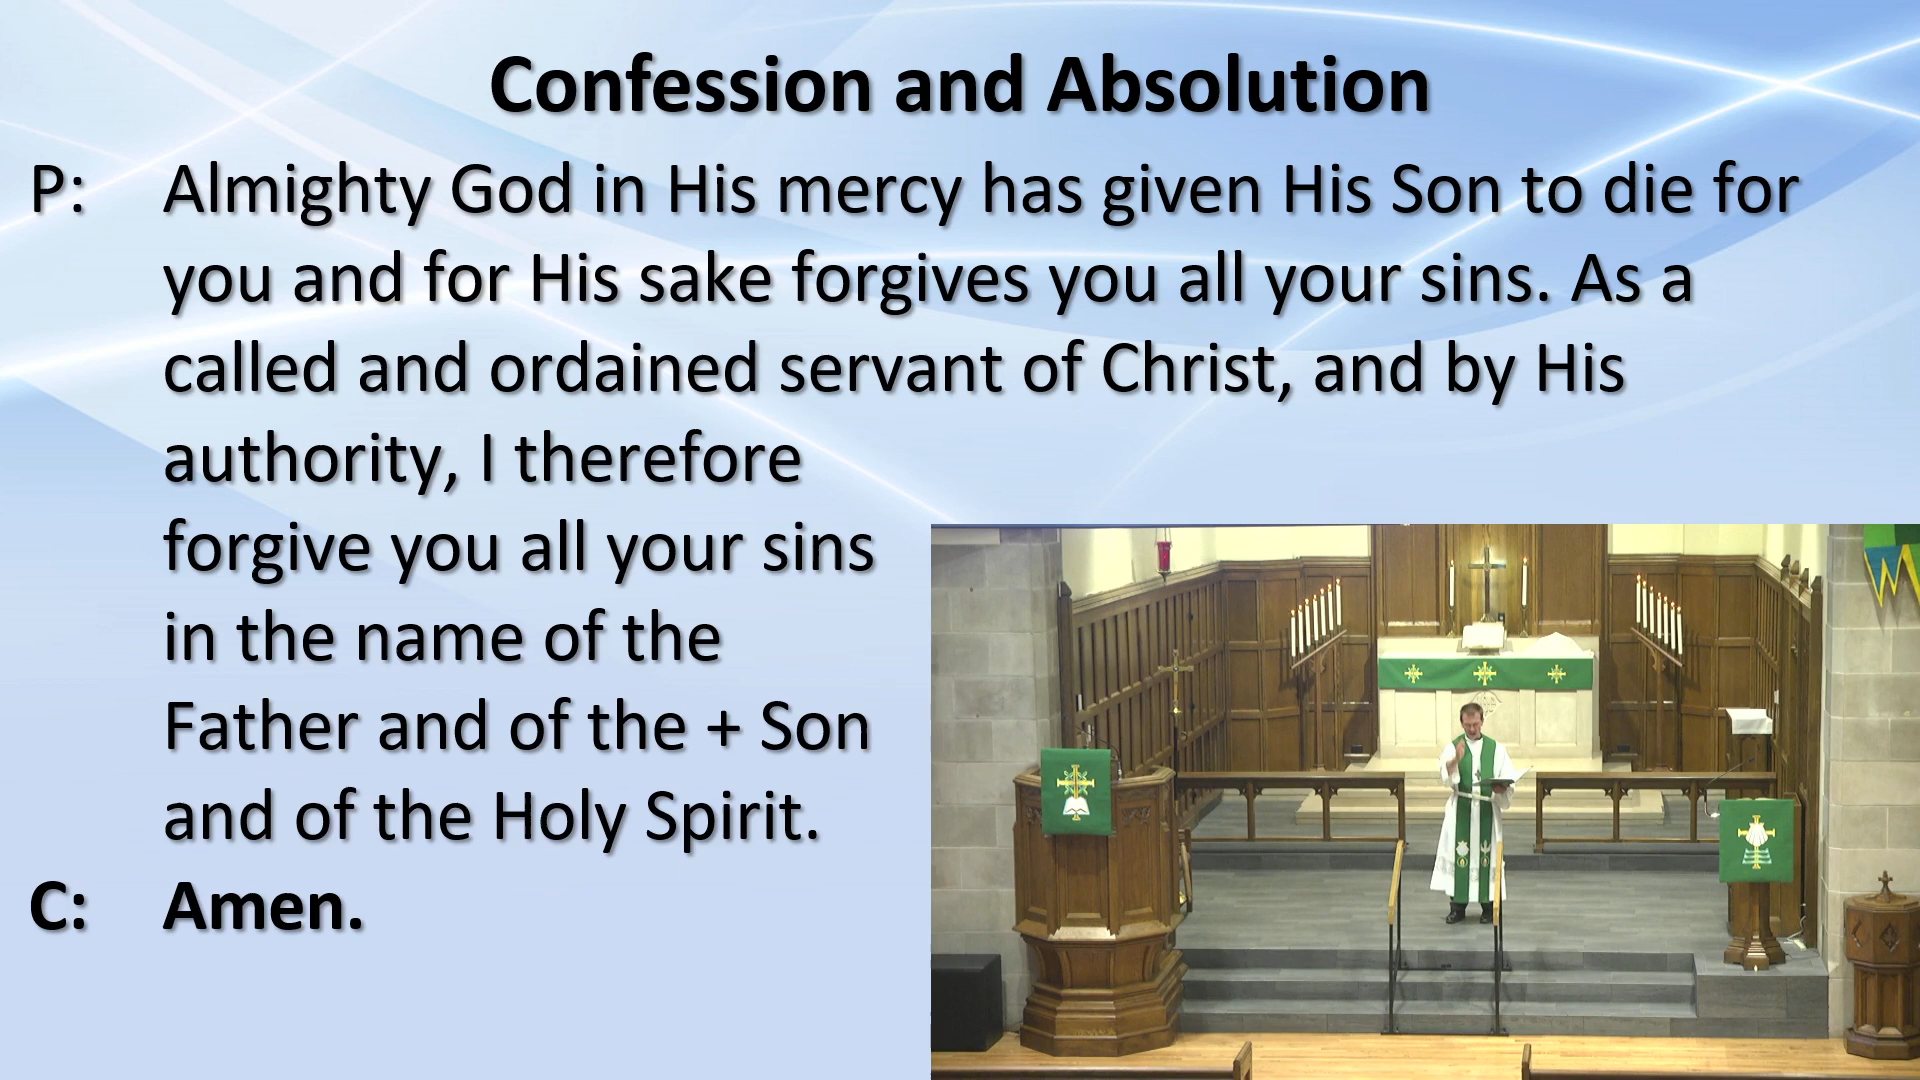 Confession and Absolution
P: Almighty God in His mercy has given His Son to die for
you and for His sake forgives you all your sins. As a
called and ordained servant of Christ, and by His
authority, I therefore
forgive you all your sins
in the name of the
Father and of the + Son
and of the Holy Spirit.
C: Amen.